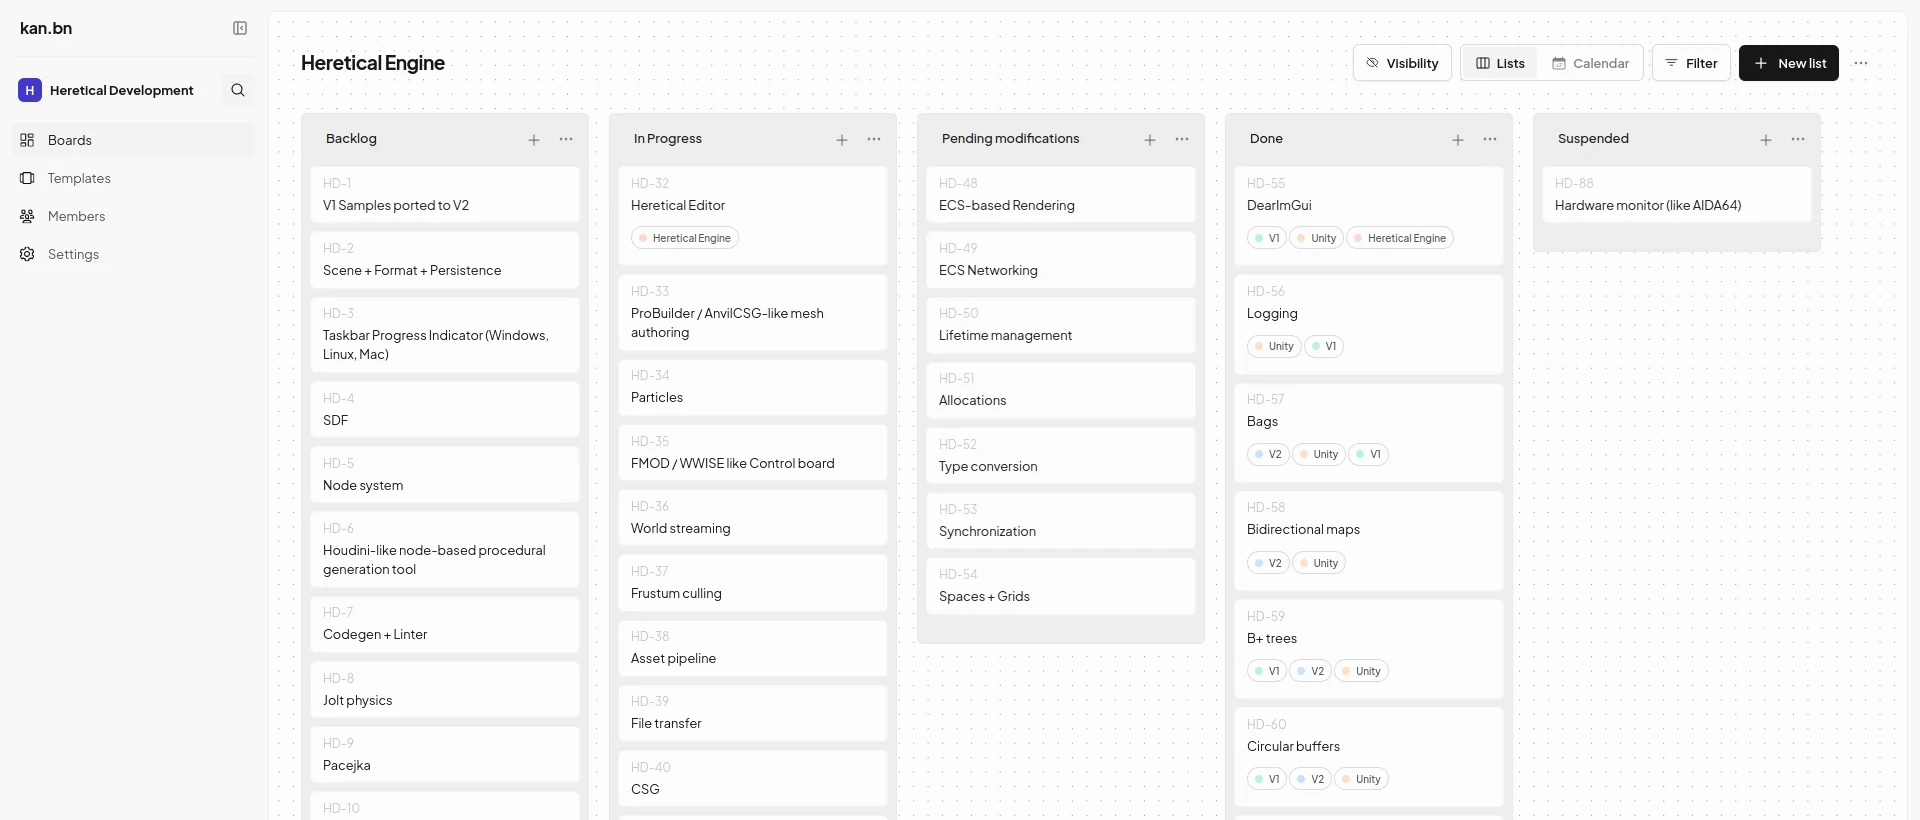 kan.bn
H Heretical Development
Boards
Templates
Members
Settings
Heretical Engine
Visibility
Lists
Calendar
Filter
New list
Backlog
HD-1
V1 Samples ported to V2
HD-2
Scene + Format + Persistence
HD-3
Taskbar Progress Indicator (Windows,
Linux, Mac)
HD-4
SDF
HD-5
Node system
HD-6
Houdini-like node-based procedural
generation tool
HD-7
Codegen + Linter
HD-8
Jolt physics
HD-9
Pacejka
HD-10
In Progress
HD-32
Heretical Editor
Heretical Engine
HD-33
ProBuilder / AnvilCSG-like mesh
authoring
HD-34
Particles
HD-35
FMOD / WWISE like Control board
HD-36
World streaming
HD-37
Frustum culling
HD-38
Asset pipeline
HD-39
File transfer
HD-40
CSG
Pending modifications
HD-48
ECS-based Rendering
HD-49
ECS Networking
HD-50
Lifetime management
HD-51
Allocations
HD-52
Type conversion
HD-53
Synchronization
HD-54
Spaces + Grids
Done
HD-55
DearImGui
V1 Unity Heretical Engine
HD-56
Logging
Unity V1
HD-57
Bags
V2 Unity V1
HD-58
Bidirectional maps
V2 Unity
HD-59
B+ trees
V1 V2 Unity
HD-60
Circular buffers
V1 V2 Unity
Suspended
HD-88
Hardware monitor (like AIDA64)